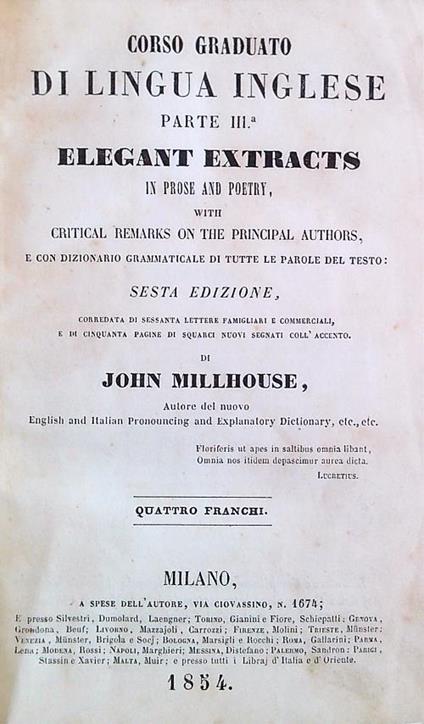 CORSO GRADUATO
DI LINGUA INGLESE
PARTE III.ª
ELEGANT EXTRACTS
IN PROSE AND POETRY,
WITH
CRITICAL REMARKS ON THE PRINCIPAL AUTHORS,
E CON DIZIONARIO GRAMMATICALE DI TUTTE LE PAROLE DEL TESTO:
SESTA EDIZIONE,
CORREDATA DI SESSANTA LETTERE FAMIGLIARI E COMMERCIALI,
E DI CINQUANTA PAGINE DI SQUARCI NUOVI SEGNATI COLL'ACCENTO.
DI
JOHN MILLHOUSE,
Autore del nuovo
English and Italian Pronouncing and Explanatory Dictionary, etc., etc.
Floriferis ut apes in saltibus omnia libant,
Omnia nos itidem depascimur aurea dicta.
LUCRETIUS.
QUATTRO FRANCHI.
MILANO,
A SPESE DELL'AUTORE, VIA GIOVASSINO, N. 1674;
E presso Silvestri, Dumolard, Laengner; TORINO, Gianini e Fiore, Schiepatti; GENOVA,
Grondona, Beuf; LIVORNO, Mazzajoli, Carrozzi; FIRENZE, Molini; TRIESTE, Münster;
VENEZIA, Münster, Brigola e Socj; BOLOGNA, Marsigli e Rocchi; ROMA, Gallarini; PARMA,
Lena; MODENA, Rossi; NAPOLI, Marghieri; MESSINA, Distefano; PALERMO, Sandron; PARIGI,
Stassin e Xavier; MALTA, Muir; e presso tutti i Libraj d'Italia e d'Oriente.
1854.